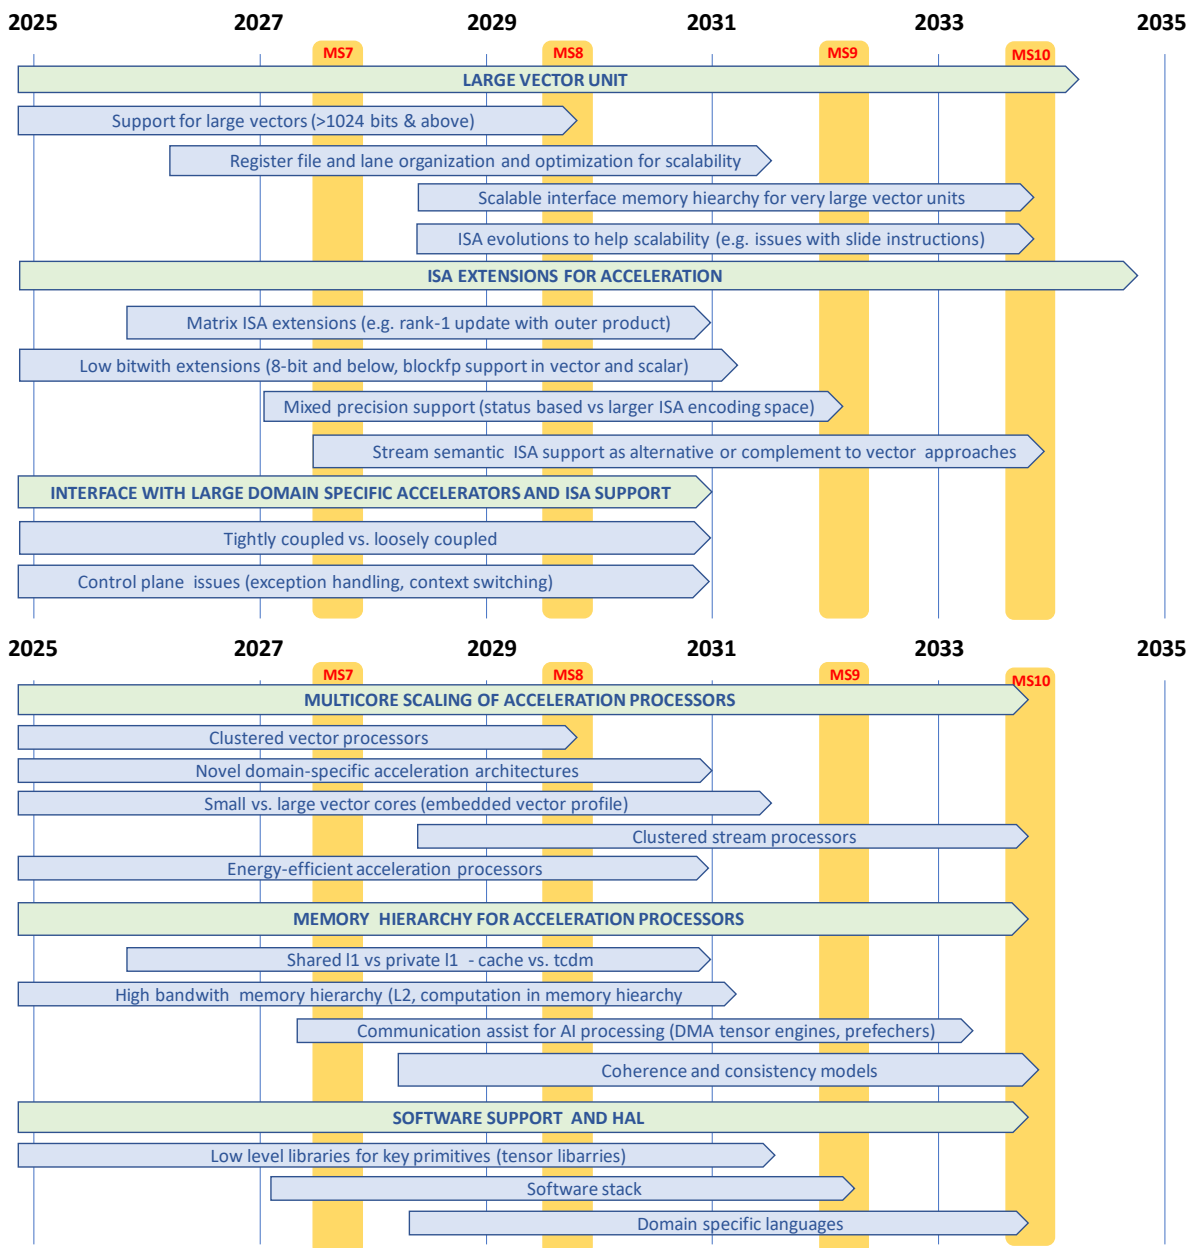 2025 2027 2029 2031 2033 2035
MS7 MS8 MS9 MS10
LARGE VECTOR UNIT
Support for large vectors (>1024 bits & above)
Register file and lane organization and optimization for scalability
Scalable interface memory hiearchy for very large vector units
ISA evolutions to help scalability (e.g. issues with slide instructions)
ISA EXTENSIONS FOR ACCELERATION
Matrix ISA extensions (e.g. rank-1 update with outer product)
Low bitwith extensions (8-bit and below, blockfp support in vector and scalar)
Mixed precision support (status based vs larger ISA encoding space)
Stream semantic ISA support as alternative or complement to vector approaches
INTERFACE WITH LARGE DOMAIN SPECIFIC ACCELERATORS AND ISA SUPPORT
Tightly coupled vs. loosely coupled
Control plane issues (exception handling, context switching)
2025 2027 2029 2031 2033 2035
MS7 MS8 MS9 MS10
MULTICORE SCALING OF ACCELERATION PROCESSORS
Clustered vector processors
Novel domain-specific acceleration architectures
Small vs. large vector cores (embedded vector profile)
Clustered stream processors
Energy-efficient acceleration processors
MEMORY HIERARCHY FOR ACCELERATION PROCESSORS
Shared l1 vs private l1 - cache vs. tcdm
High bandwith memory hierarchy (L2, computation in memory hiearchy
Communication assist for AI processing (DMA tensor engines, prefechers)
Coherence and consistency models
SOFTWARE SUPPORT AND HAL
Low level libraries for key primitives (tensor libarries)
Software stack
Domain specific languages